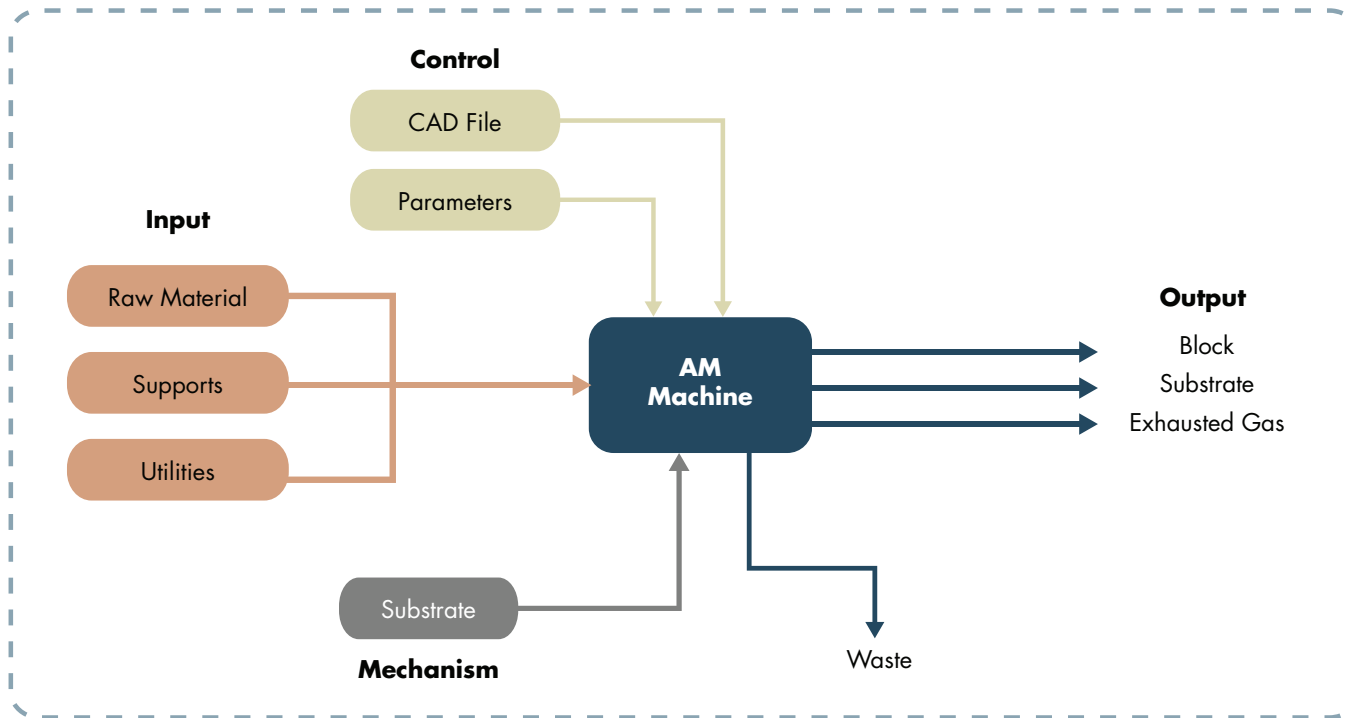 Control
CAD File
Parameters
Input
Raw Material
Supports
Utilities
AM
Machine
Output
Block
Substrate
Exhausted Gas
Substrate
Mechanism
Waste